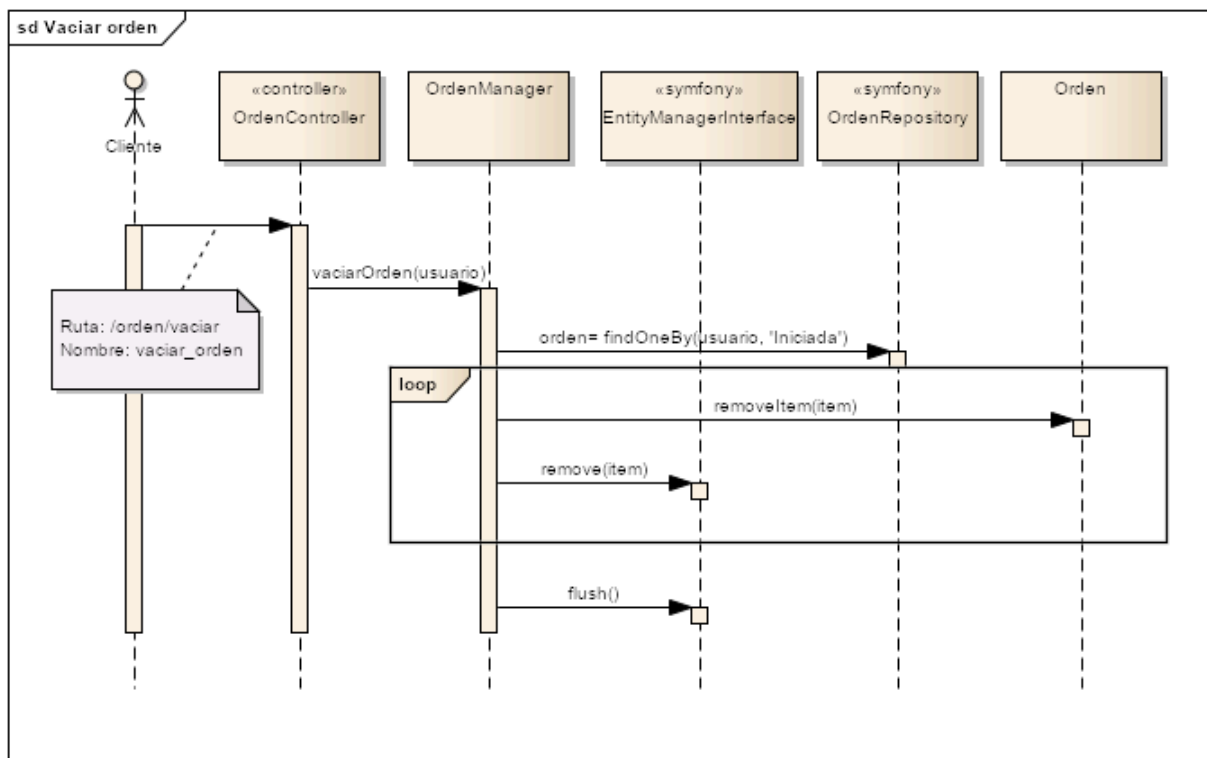 sd Vaciar orden
Cliente
«controller»
OrdenController
OrdenManager
«symfony»
EntityManagerInterface
«symfony»
OrdenRepository
Orden
vaciarOrden(usuario)
Ruta: /orden/vaciar
Nombre: vaciar_orden
orden= findOneBy(usuario, "Iniciada")
loop
removeItem(item)
remove(item)
flush()